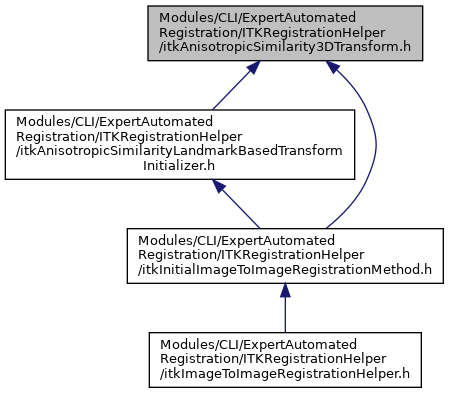 Modules/CLI/ExpertAutomated
Registration/ITKRegistrationHelper
/itkAnisotropicSimilarity3DTransform.h
Modules/CLI/ExpertAutomated
Registration/ITKRegistrationHelper
/itkAnisotropicSimilarityLandmarkBasedTransform
Initializer.h
Modules/CLI/ExpertAutomated
Registration/ITKRegistrationHelper
/itkInitialImageToImageRegistrationMethod.h
Modules/CLI/ExpertAutomated
Registration/ITKRegistrationHelper
/itkImageToImageRegistrationHelper.h